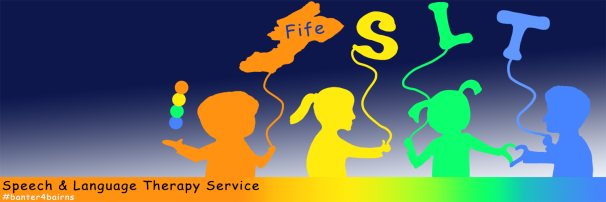 Fife
S L T
Speech & Language Therapy Service
#banter4bairns